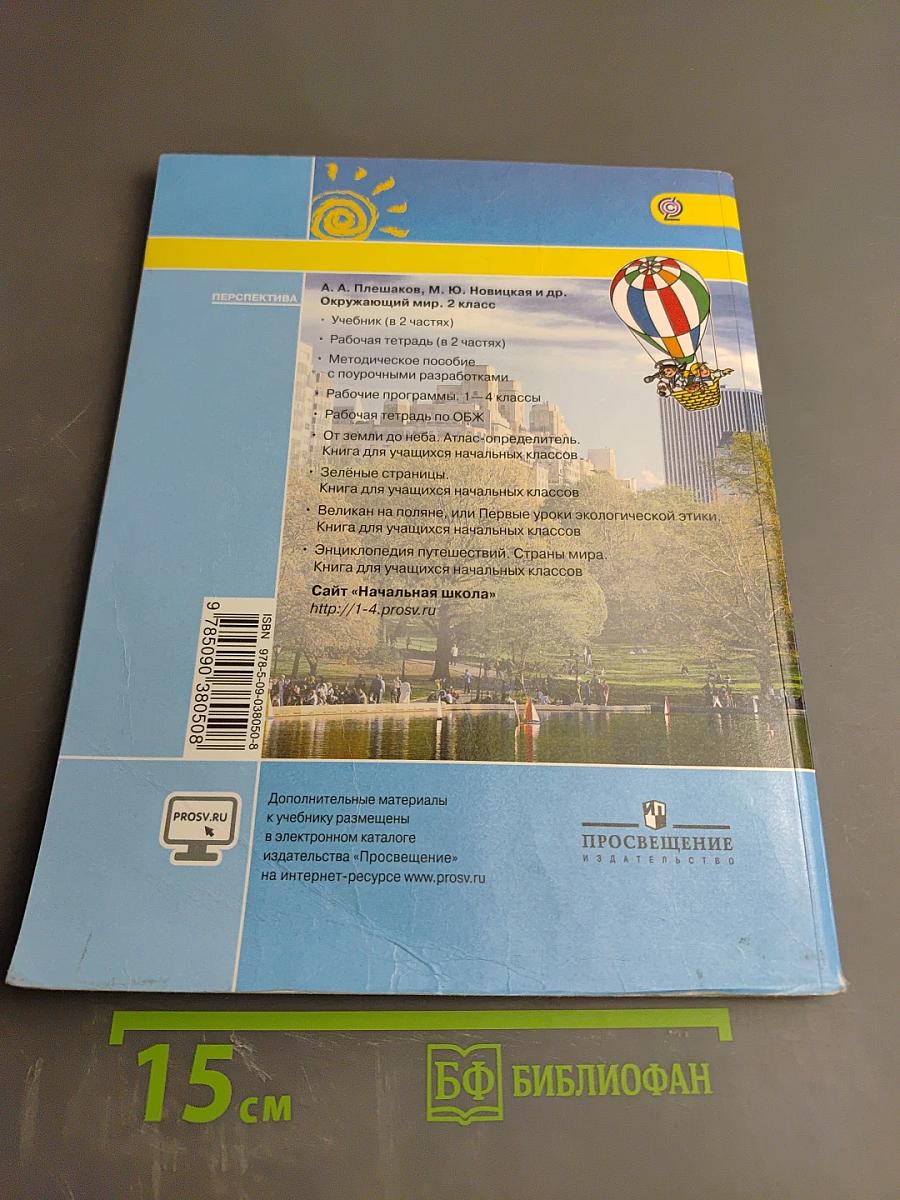 ПЕРСПЕКТИВА
А. А. Плешаков, М. Ю. Новицкая и др.
Окружающий мир. 2 класс
• Учебник (в 2 частях)
• Рабочая тетрадь (в 2 частях)
• Методическое пособие
с поурочными разработками
• Рабочие программы. 1—4 классы
• Рабочая тетрадь по ОБЖ
• От земли до неба. Атлас-определитель.
Книга для учащихся начальных классов
• Зелёные страницы.
Книга для учащихся начальных классов
• Великан на поляне, или Первые уроки экологической этики.
Книга для учащихся начальных классов
• Энциклопедия путешествий. Страны мира.
Книга для учащихся начальных классов
Сайт «Начальная школа»
http://1-4.prosv.ru
ISBN 978-5-09-038050-8
9 785090 380508
PROSV.RU
Дополнительные материалы
к учебнику размещены
в электронном каталоге
издательства «Просвещение»
на интернет-ресурсе www.prosv.ru
ПРОСВЕЩЕНИЕ
ИЗДАТЕЛЬСТВО
15 см
БФ БИБЛИОФАН